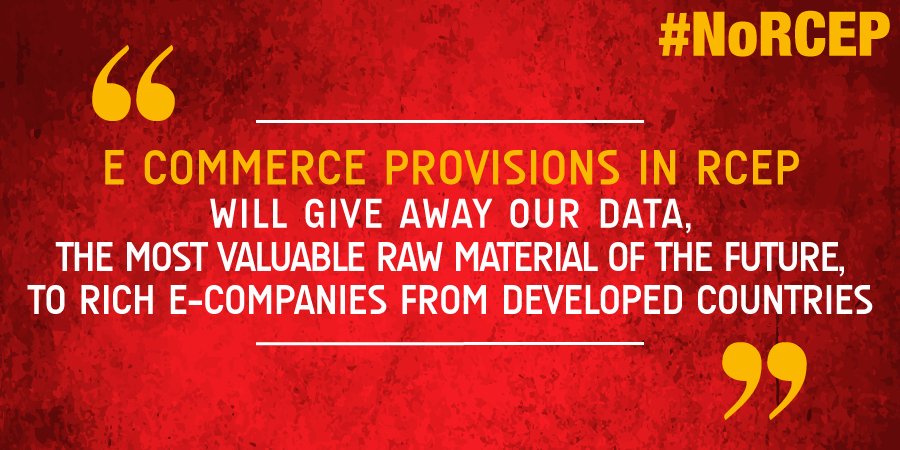 #NoRCEP
“
E COMMERCE PROVISIONS IN RCEP
WILL GIVE AWAY OUR DATA,
THE MOST VALUABLE RAW MATERIAL OF THE FUTURE,
TO RICH E-COMPANIES FROM DEVELOPED COUNTRIES
”